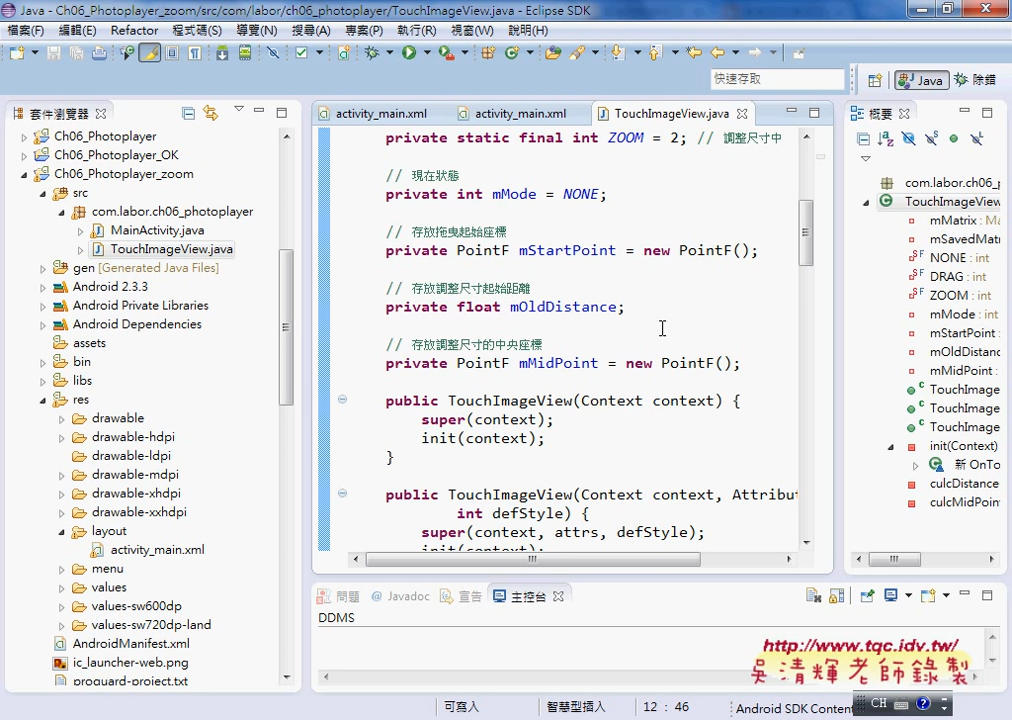 Java - Ch06_Photoplayer_zoom/src/com/labor/ch06_photoplayer/TouchImageView.java - Eclipse SDK
檔案(F) 編輯(E) Refactor 程式碼(S) 導覽(N) 搜尋(A) 專案(P) 執行(R) 視窗(W) 說明(H)
快速存取
Java 除錯
套件瀏覽器
Ch06_Photoplayer
Ch06_Photoplayer_OK
Ch06_Photoplayer_zoom
src
com.labor.ch06_photoplayer
MainActivity.java
TouchImageView.java
gen [Generated Java Files]
Android 2.3.3
Android Private Libraries
Android Dependencies
assets
bin
libs
res
drawable
drawable-hdpi
drawable-ldpi
drawable-mdpi
drawable-xhdpi
drawable-xxhdpi
layout
activity_main.xml
menu
values
values-sw600dp
values-sw720dp-land
AndroidManifest.xml
ic_launcher-web.png
proguard-project.txt
activity_main.xml activity_main.xml TouchImageView.java
private static final int ZOOM = 2; // 調整尺寸中
// 現在狀態
private int mMode = NONE;
// 存放拖曳起始座標
private PointF mStartPoint = new PointF();
// 存放調整尺寸起始距離
private float mOldDistance;
// 存放調整尺寸的中央座標
private PointF mMidPoint = new PointF();
public TouchImageView(Context context) {
super(context);
init(context);
}
public TouchImageView(Context context, Attribut
int defStyle) {
super(context, attrs, defStyle);
init(context);
概要
com.labor.ch06_p
TouchImageView
mMatrix : Ma
mSavedMatr
NONE : int
DRAG : int
ZOOM : int
mMode : int
mStartPoint :
mOldDistanc
mMidPoint :
TouchImage
TouchImage
TouchImage
init(Context)
新 OnTo
culcDistance
culcMidPoin
問題 @ Javadoc 宣告 主控台
DDMS
http://www.tqc.idv.tw/
吳清輝老師錄製
可寫入 智慧型插入 12 : 46 Android SDK Conten
CH